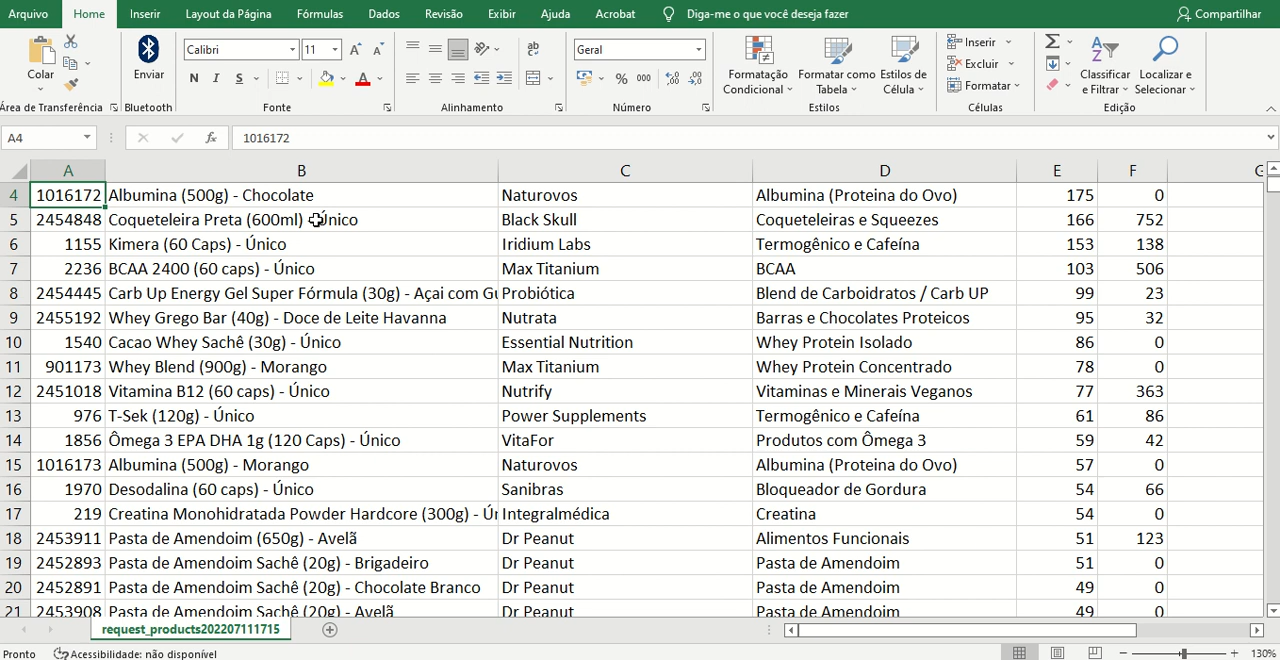 Arquivo Home Inserir Layout da Página Fórmulas Dados Revisão Exibir Ajuda Acrobat Diga-me o que você deseja fazer Compartilhar
Colar
Área de Transferência
Enviar
Bluetooth
Calibri 11
N I S A
Fonte
ab
Alinhamento
Geral
% 000
Número
Formatação Condicional
Formatar como Tabela
Estilos de Célula
Estilos
Inserir
Excluir
Formatar
Células
Classificar e Filtrar
Localizar e Selecionar
Edição
A4 fx 1016172
A B C D E F G
4 1016172 Albumina (500g) - Chocolate Naturovos Albumina (Proteina do Ovo) 175 0
5 2454848 Coqueteleira Preta (600ml) - Único Black Skull Coqueteleiras e Squeezes 166 752
6 1155 Kimera (60 Caps) - Único Iridium Labs Termogênico e Cafeína 153 138
7 2236 BCAA 2400 (60 caps) - Único Max Titanium BCAA 103 506
8 2454445 Carb Up Energy Gel Super Fórmula (30g) - Açai com Gu Probiótica Blend de Carboidratos / Carb UP 99 23
9 2455192 Whey Grego Bar (40g) - Doce de Leite Havanna Nutrata Barras e Chocolates Proteicos 95 32
10 1540 Cacao Whey Sachê (30g) - Único Essential Nutrition Whey Protein Isolado 86 0
11 901173 Whey Blend (900g) - Morango Max Titanium Whey Protein Concentrado 78 0
12 2451018 Vitamina B12 (60 caps) - Único Nutrify Vitaminas e Minerais Veganos 77 363
13 976 T-Sek (120g) - Único Power Supplements Termogênico e Cafeína 61 86
14 1856 Ômega 3 EPA DHA 1g (120 Caps) - Único VitaFor Produtos com Ômega 3 59 42
15 1016173 Albumina (500g) - Morango Naturovos Albumina (Proteina do Ovo) 57 0
16 1970 Desodalina (60 caps) - Único Sanibras Bloqueador de Gordura 54 66
17 219 Creatina Monohidratada Powder Hardcore (300g) - Ún Integralmédica Creatina 54 0
18 2453911 Pasta de Amendoim (650g) - Avelã Dr Peanut Alimentos Funcionais 51 123
19 2452893 Pasta de Amendoim Sachê (20g) - Brigadeiro Dr Peanut Pasta de Amendoim 51 0
20 2452891 Pasta de Amendoim Sachê (20g) - Chocolate Branco Dr Peanut Pasta de Amendoim 49 0
21 2453908 Pasta de Amendoim Sachê (20g) - Avelã Dr Peanut Pasta de Amendoim 49 0
request_products202207111715
Pronto Acessibilidade: não disponível 130%